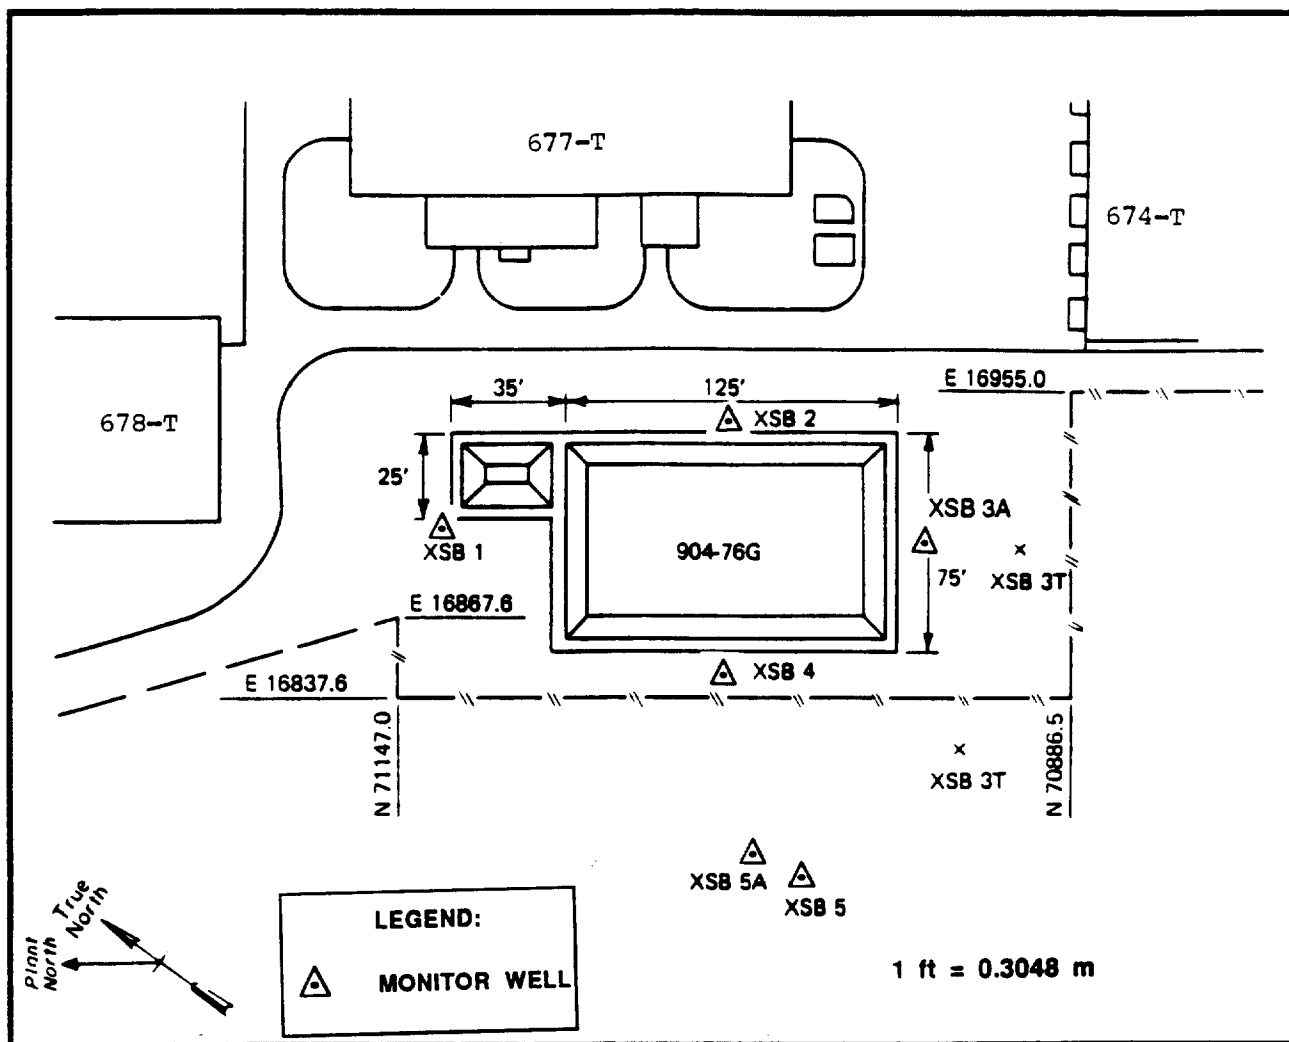 677-T
674-T
678-T
E 16955.0
35'
125'
XSB 2
25'
XSB 3A
XSB 1
904-76G
XSB 3T
75'
E 16867.6
XSB 4
E 16837.6
N 71147.0
N 70886.5
XSB 3T
XSB 5A
XSB 5
True
North
Plant
North
LEGEND:
MONITOR WELL
1 ft = 0.3048 m